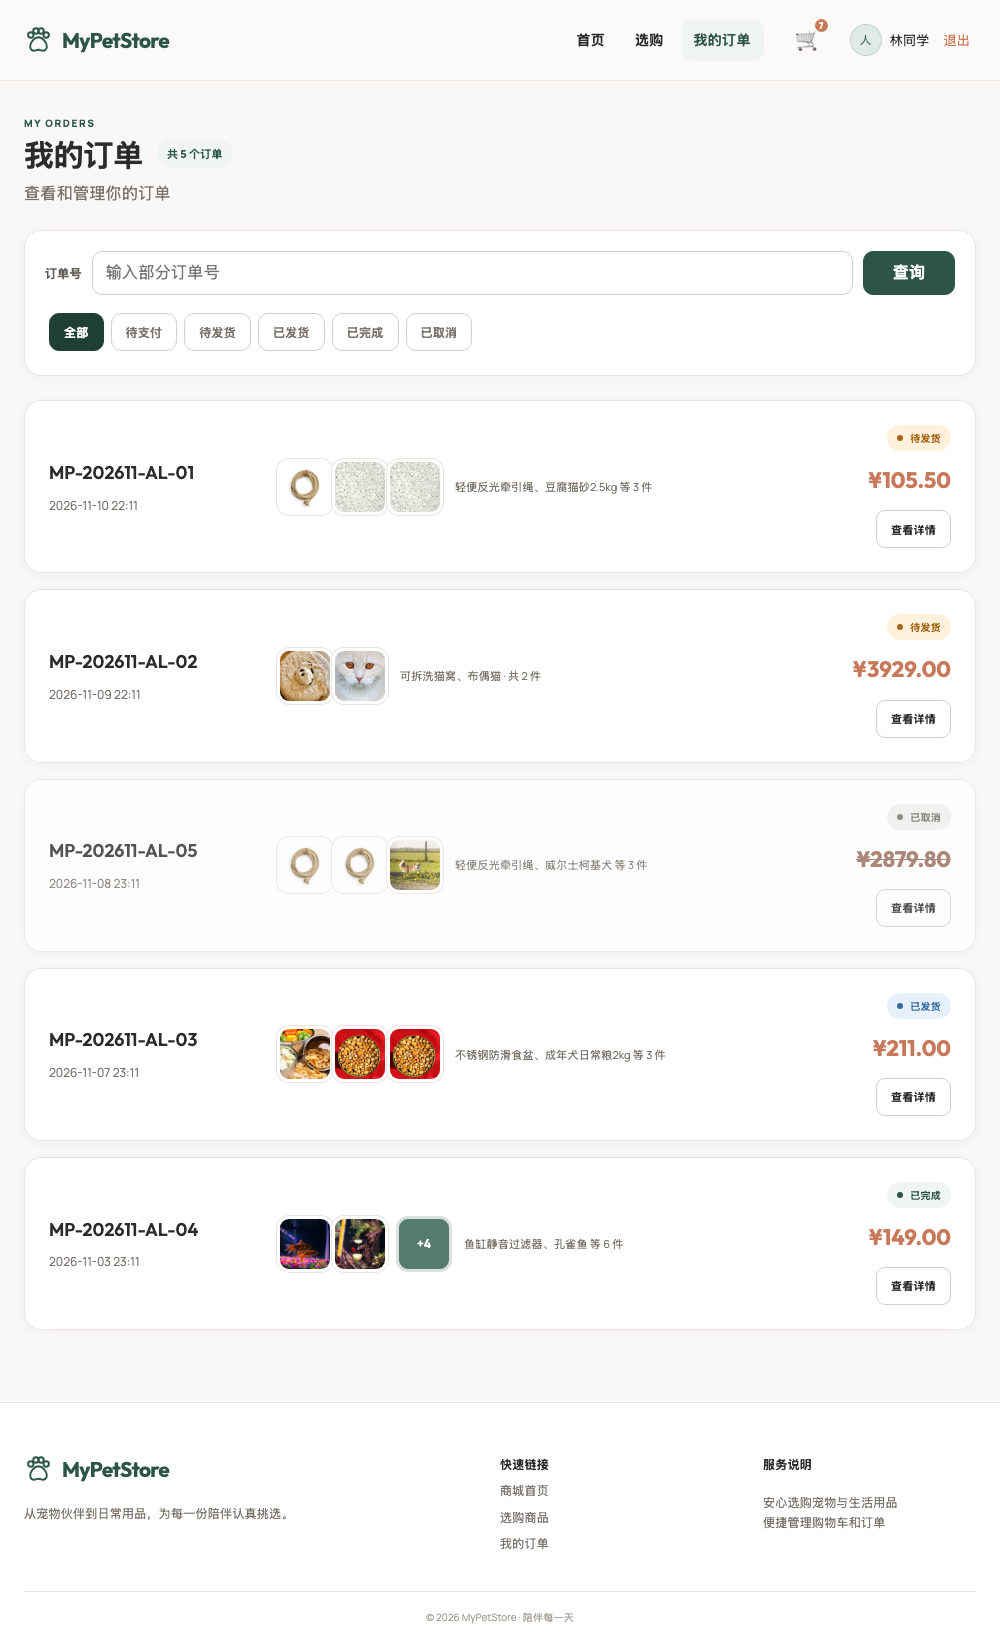 MyPetStore
首页 选购 我的订单 7 人 林同学 退出
MY ORDERS
我的订单 共 5 个订单
查看和管理你的订单
订单号 输入部分订单号 查询
全部 待支付 待发货 已发货 已完成 已取消
待发货
MP-202611-AL-01
2026-11-10 22:11
轻便反光牵引绳、豆腐猫砂2.5kg 等 3 件
¥105.50
查看详情
待发货
MP-202611-AL-02
2026-11-09 22:11
可拆洗猫窝、布偶猫 · 共 2 件
¥3929.00
查看详情
已取消
MP-202611-AL-05
2026-11-08 23:11
轻便反光牵引绳、威尔士柯基犬 等 3 件
¥2879.80
查看详情
已发货
MP-202611-AL-03
2026-11-07 23:11
不锈钢防滑食盆、成年犬日常粮2kg 等 3 件
¥211.00
查看详情
已完成
MP-202611-AL-04
2026-11-03 23:11
+4
鱼缸静音过滤器、孔雀鱼 等 6 件
¥149.00
查看详情
MyPetStore
从宠物伙伴到日常用品，为每一份陪伴认真挑选。
快速链接
商城首页
选购商品
我的订单
服务说明
安心选购宠物与生活用品
便捷管理购物车和订单
© 2026 MyPetStore · 陪伴每一天